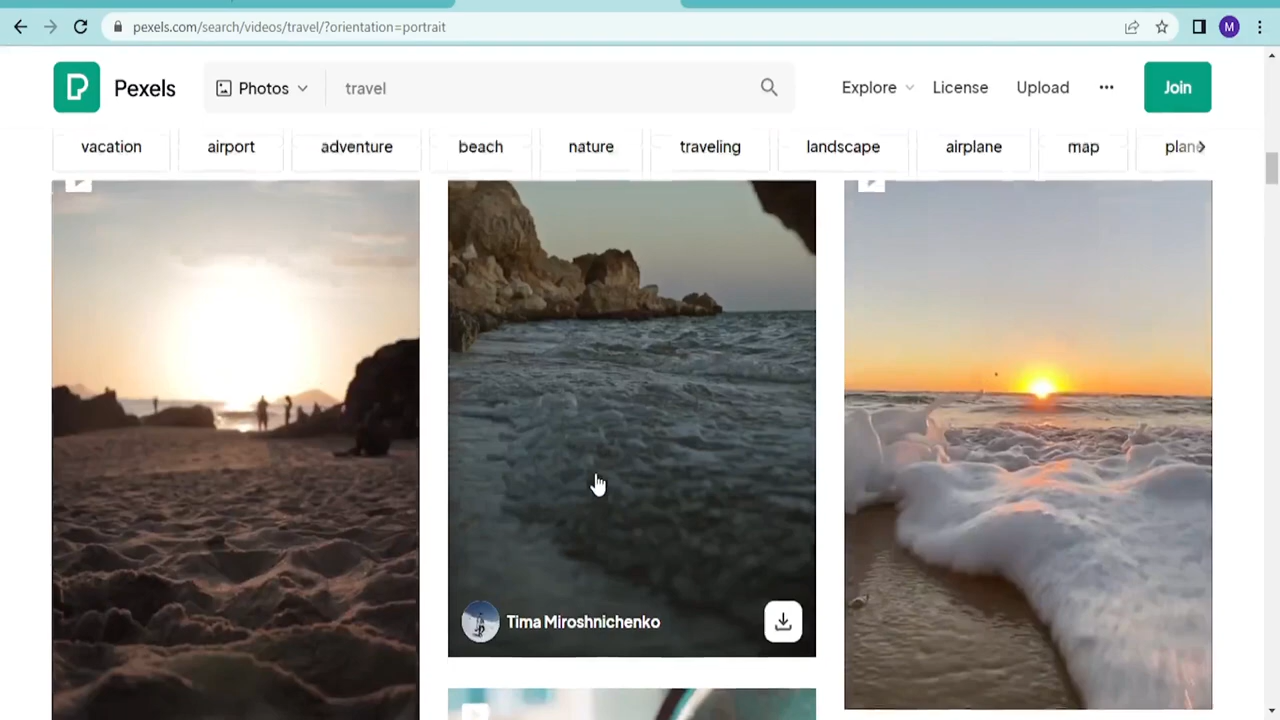 pexels.com/search/videos/travel/?orientation=portrait
M
Pexels
Photos
travel
Explore
License
Upload
Join
vacation
airport
adventure
beach
nature
traveling
landscape
airplane
map
plane
Tima Miroshnichenko